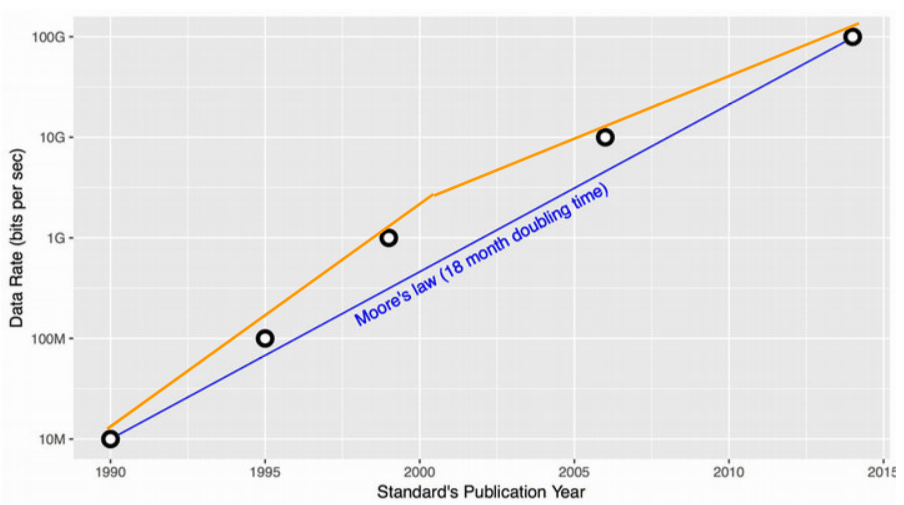 100G
10G
1G
100M
10M
Data Rate (bits per sec)
Moore's law (18 month doubling time)
1990
1995
2000
2005
2010
2015
Standard's Publication Year